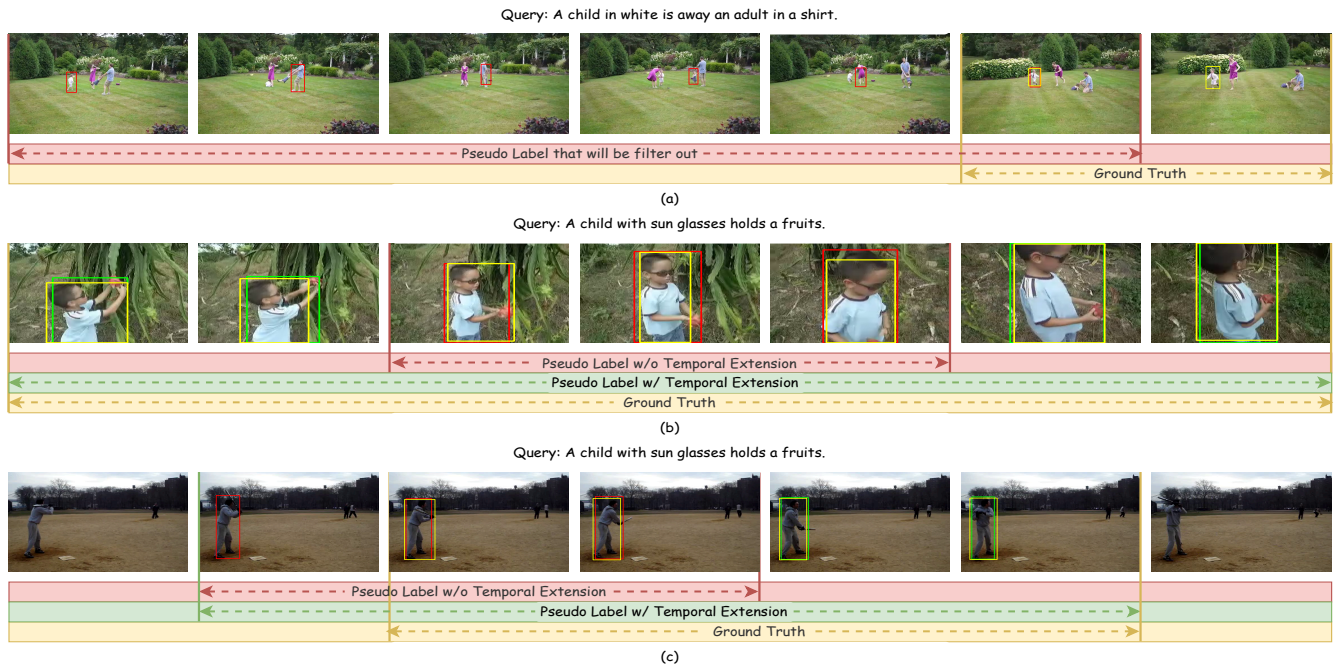 Query: A child in white is away an adult in a shirt.
Pseudo Label that will be filter out
Ground Truth
(a)
Query: A child with sun glasses holds a fruits.
Pseudo Label w/o Temporal Extension
Pseudo Label w/ Temporal Extension
Ground Truth
(b)
Query: A child with sun glasses holds a fruits.
Pseudo Label w/o Temporal Extension
Pseudo Label w/ Temporal Extension
Ground Truth
(c)